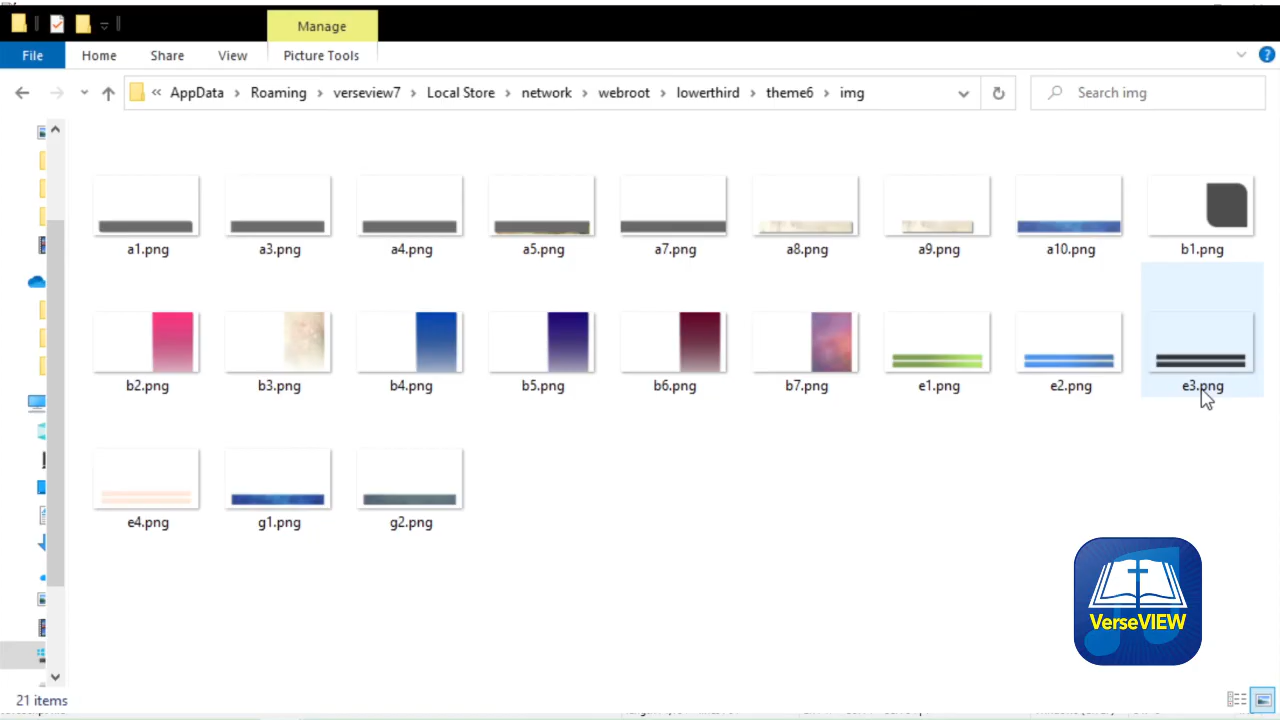 Manage
File Home Share View Picture Tools
AppData Roaming verseview7 Local Store network webroot lowerthird theme6 img Search img
a1.png a3.png a4.png a5.png a7.png a8.png a9.png a10.png b1.png
b2.png b3.png b4.png b5.png b6.png b7.png e1.png e2.png e3.png
e4.png g1.png g2.png
VerseVIEW
21 items